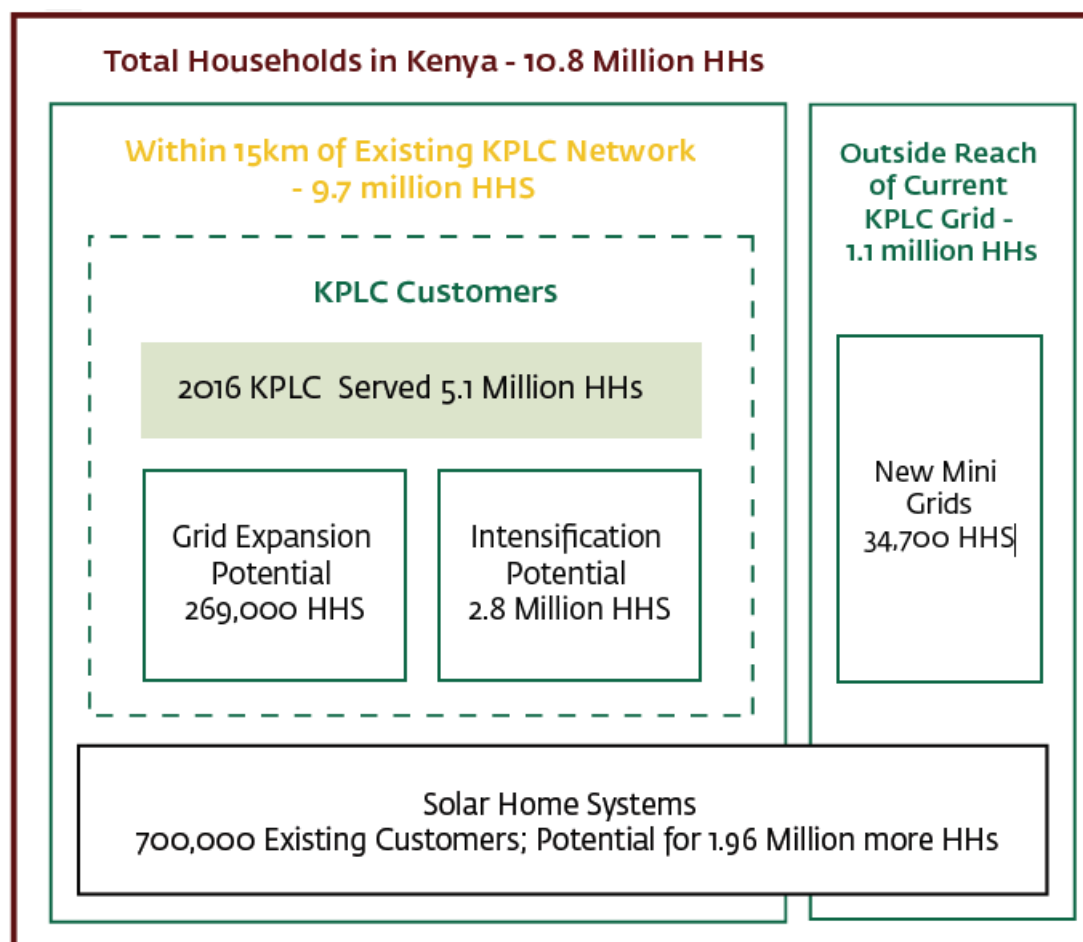 Total Households in Kenya - 10.8 Million HHs
Within 15km of Existing KPLC Network
- 9.7 million HHS
KPLC Customers
2016 KPLC Served 5.1 Million HHs
Grid Expansion
Potential
269,000 HHS
Intensification
Potential
2.8 Million HHS
Outside Reach
of Current
KPLC Grid -
1.1 million HHs
New Mini
Grids
34,700 HHS
Solar Home Systems
700,000 Existing Customers; Potential for 1.96 Million more HHs